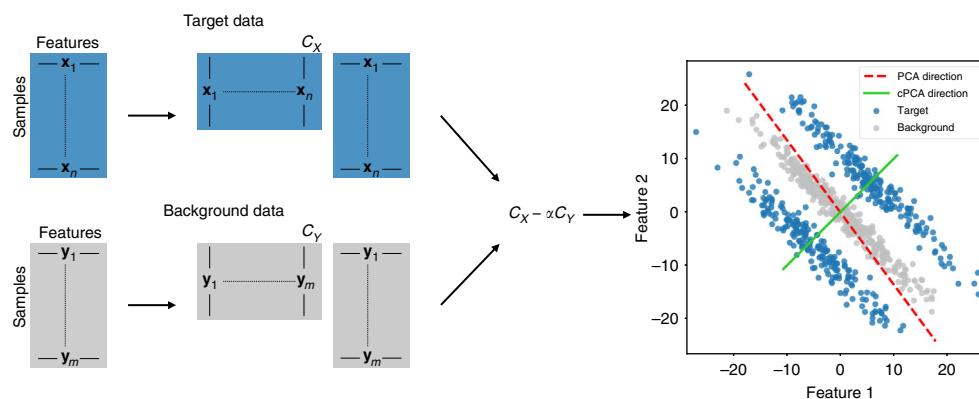 Target data
Features
C_X
Samples
x_1
x_n
x_1
x_n
x_1
x_n
Background data
Features
C_Y
Samples
y_1
y_m
y_1
y_m
y_1
y_m
C_X – αC_Y
PCA direction
cPCA direction
Target
Background
Feature 2
20
10
0
−10
−20
−20
−10
0
10
20
Feature 1